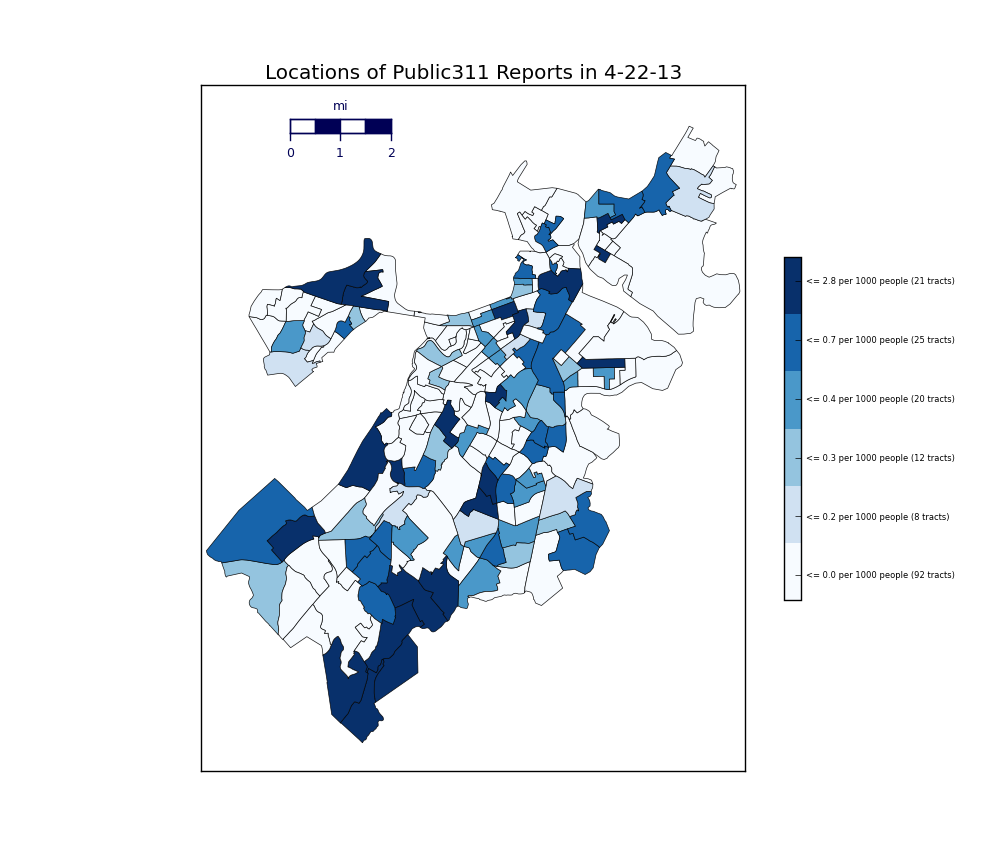 Locations of Public311 Reports in 4-22-13
mi
0 1 2
<= 2.8 per 1000 people (21 tracts)
<= 0.7 per 1000 people (25 tracts)
<= 0.4 per 1000 people (20 tracts)
<= 0.3 per 1000 people (12 tracts)
<= 0.2 per 1000 people (8 tracts)
<= 0.0 per 1000 people (92 tracts)